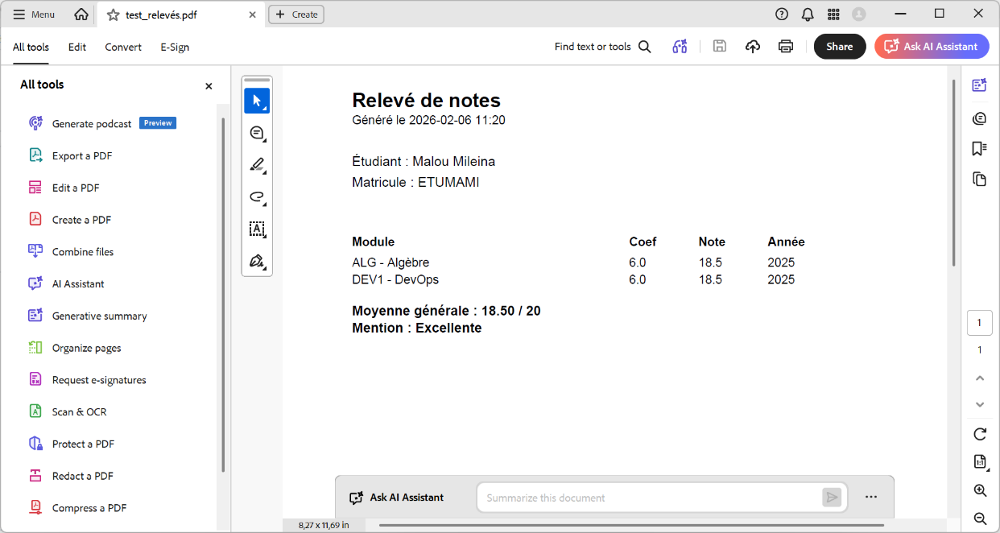 Menu
test_relevés.pdf
Create
All tools
Edit
Convert
E-Sign
Find text or tools
Share
Ask AI Assistant
All tools
Generate podcast Preview
Export a PDF
Edit a PDF
Create a PDF
Combine files
AI Assistant
Generative summary
Organize pages
Request e-signatures
Scan & OCR
Protect a PDF
Redact a PDF
Compress a PDF
Relevé de notes
Généré le 2026-02-06 11:20
Étudiant : Malou Mileina
Matricule : ETUMAMI
Module Coef Note Année
ALG - Algèbre 6.0 18.5 2025
DEV1 - DevOps 6.0 18.5 2025
Moyenne générale : 18.50 / 20
Mention : Excellente
Ask AI Assistant
Summarize this document
8,27 x 11,69 in
1
1
1:1